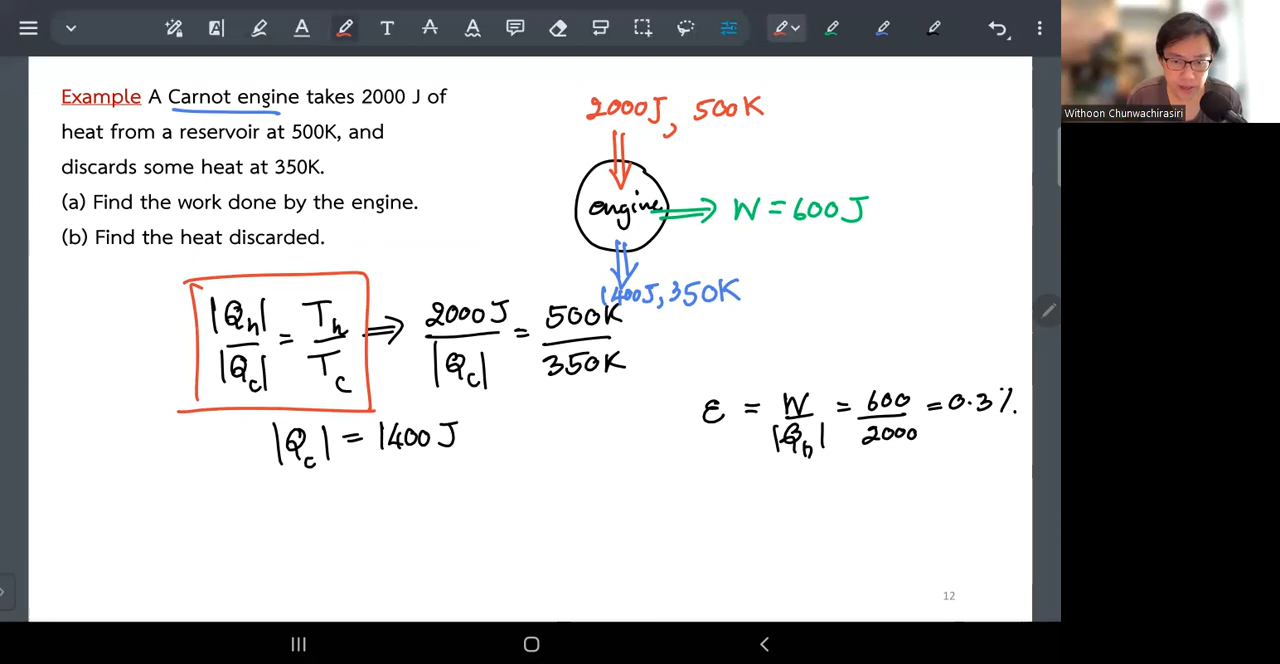 Example A Carnot engine takes 2000 J of
heat from a reservoir at 500K, and
discards some heat at 350K.
(a) Find the work done by the engine.
(b) Find the heat discarded.
2000J, 500K
engine
W = 600J
1400J, 350K
|Qh| / |Qc| = Th / Tc ⇒ 2000J / |Qc| = 500K / 350K
|Qc| = 1400J
ε = W / |Qh| = 600 / 2000 = 0.3%.
12
Withoon Chunwachirasiri